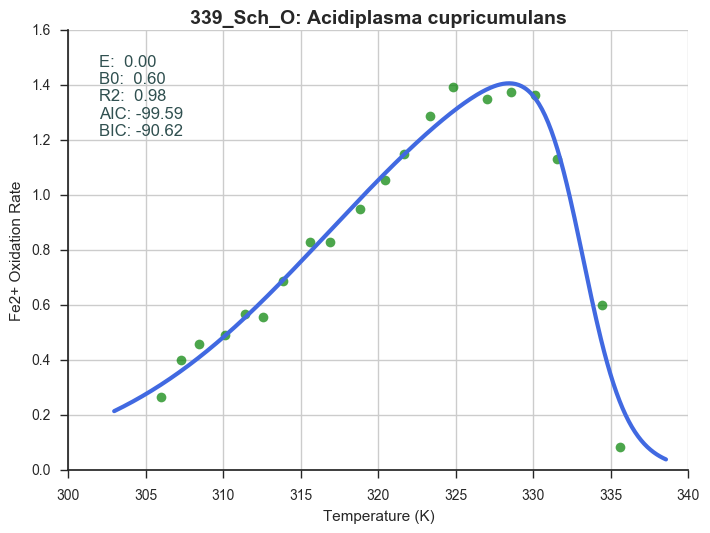 339_Sch_O: Acidiplasma cupricumulans
1.6
1.4
1.2
1.0
0.8
0.6
0.4
0.2
0.0
Fe2+ Oxidation Rate
E: 0.00
B0: 0.60
R2: 0.98
AIC: -99.59
BIC: -90.62
300 305 310 315 320 325 330 335 340
Temperature (K)